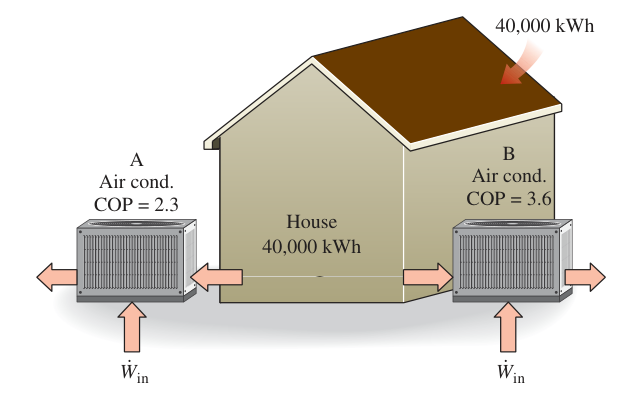 40,000 kWh
A
Air cond.
COP = 2.3
B
Air cond.
COP = 3.6
House
40,000 kWh
Ẇin
Ẇin